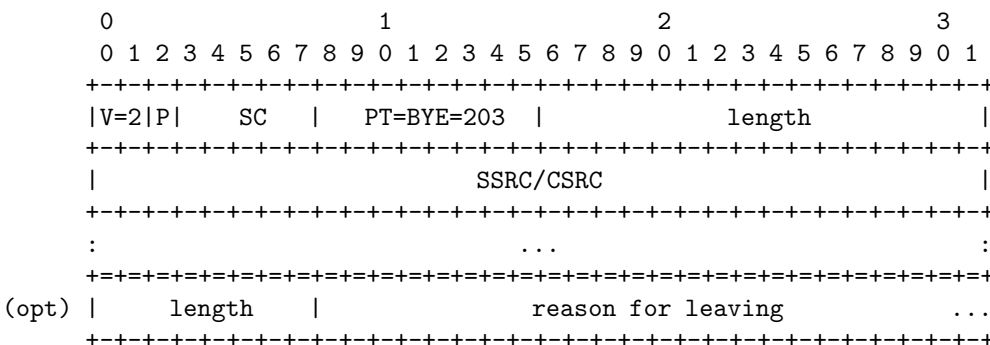 0                   1                   2                   3
        0 1 2 3 4 5 6 7 8 9 0 1 2 3 4 5 6 7 8 9 0 1 2 3 4 5 6 7 8 9 0 1
       +-+-+-+-+-+-+-+-+-+-+-+-+-+-+-+-+-+-+-+-+-+-+-+-+-+-+-+-+-+-+-+-+
       |V=2|P|    SC   |   PT=BYE=203  |             length            |
       +-+-+-+-+-+-+-+-+-+-+-+-+-+-+-+-+-+-+-+-+-+-+-+-+-+-+-+-+-+-+-+-+
       |                           SSRC/CSRC                           |
       +-+-+-+-+-+-+-+-+-+-+-+-+-+-+-+-+-+-+-+-+-+-+-+-+-+-+-+-+-+-+-+-+
       :                              ...                              :
       +=+=+=+=+=+=+=+=+=+=+=+=+=+=+=+=+=+=+=+=+=+=+=+=+=+=+=+=+=+=+=+=+
 (opt) |     length    |               reason for leaving            ...
       +-+-+-+-+-+-+-+-+-+-+-+-+-+-+-+-+-+-+-+-+-+-+-+-+-+-+-+-+-+-+-+-+